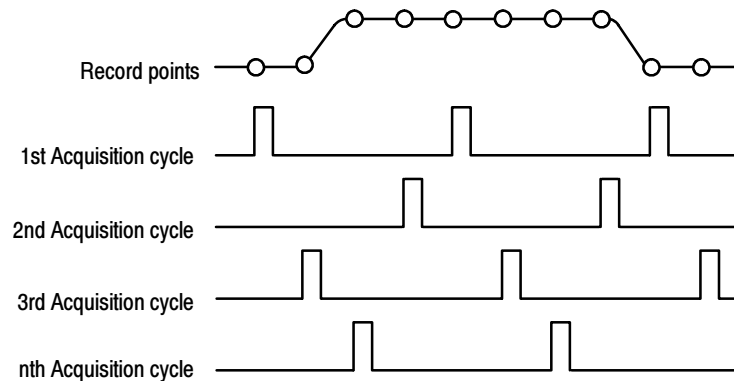 Record points
1st Acquisition cycle
2nd Acquisition cycle
3rd Acquisition cycle
nth Acquisition cycle